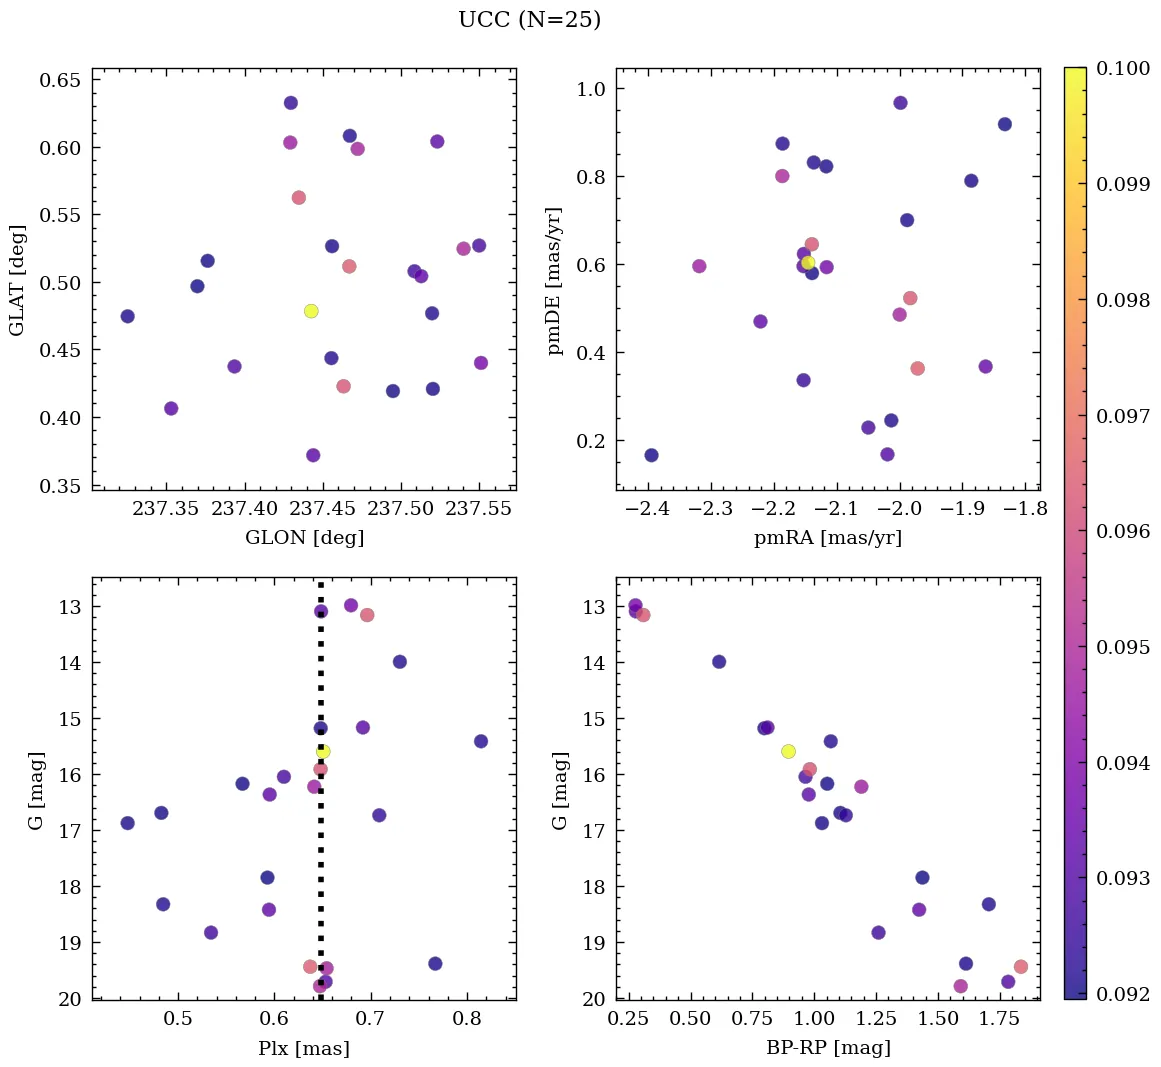 UCC (N=25)
0.65
0.60
0.55
0.50
0.45
0.40
0.35
GLAT [deg]
237.35 237.40 237.45 237.50 237.55
GLON [deg]
1.0
0.8
0.6
0.4
0.2
pmDE [mas/yr]
−2.4 −2.3 −2.2 −2.1 −2.0 −1.9 −1.8
pmRA [mas/yr]
13
14
15
16
17
18
19
20
G [mag]
0.5 0.6 0.7 0.8
Plx [mas]
13
14
15
16
17
18
19
20
G [mag]
0.25 0.50 0.75 1.00 1.25 1.50 1.75
BP-RP [mag]
0.100
0.099
0.098
0.097
0.096
0.095
0.094
0.093
0.092